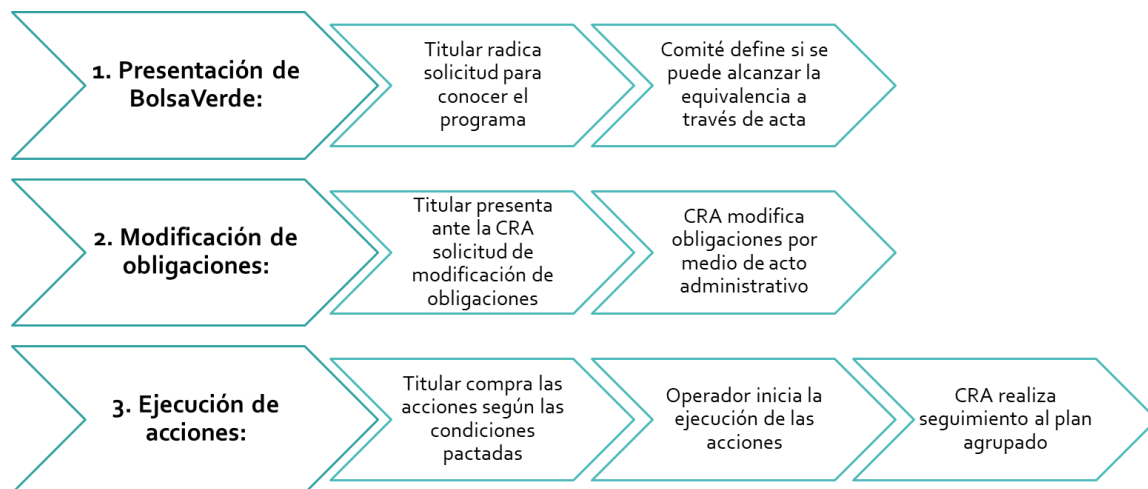 1. Presentación de
BolsaVerde:
Titular radica
solicitud para
conocer el
programa
Comité define si se
puede alcanzar la
equivalencia a
través de acta
2. Modificación de
obligaciones:
Titular presenta
ante la CRA
solicitud de
modificación de
obligaciones
CRA modifica
obligaciones por
medio de acto
administrativo
3. Ejecución de
acciones:
Titular compra las
acciones según las
condiciones
pactadas
Operador inicia la
ejecución de las
acciones
CRA realiza
seguimiento al plan
agrupado